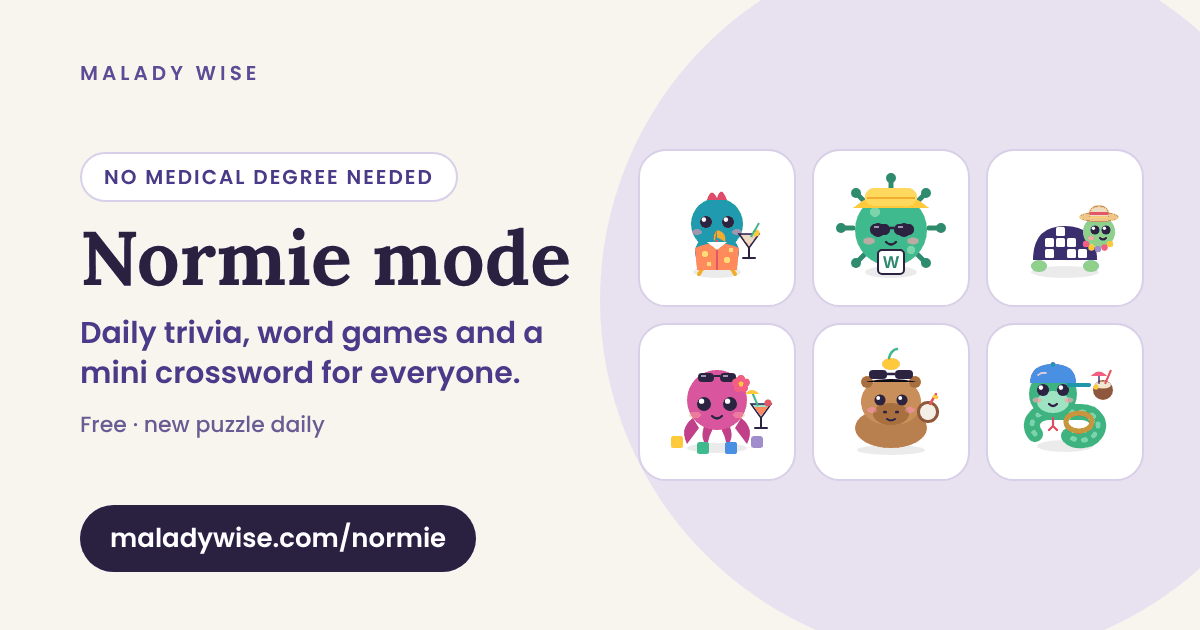 MALADY WISE
NO MEDICAL DEGREE NEEDED
Normie mode
Daily trivia, word games and a
mini crossword for everyone.
Free · new puzzle daily
maladywise.com/normie
W